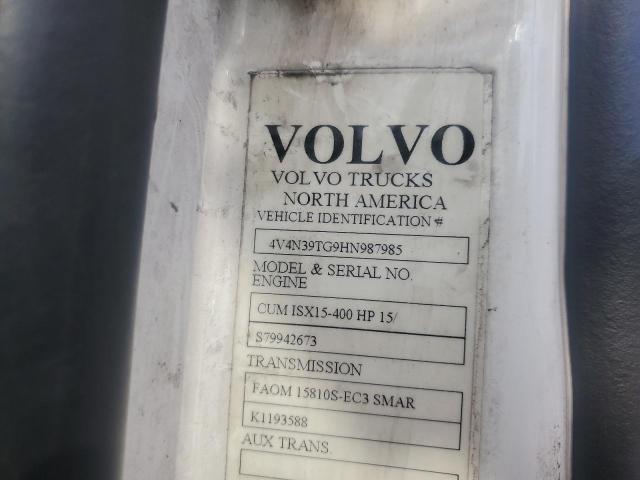 VOLVO
VOLVO TRUCKS
NORTH AMERICA
VEHICLE IDENTIFICATION #
4V4N39TG9HN987985
MODEL & SERIAL NO.
ENGINE
CUM ISX15-400 HP 15/
S79942673
TRANSMISSION
FAOM 15810S-EC3 SMAR
K1193588
AUX TRANS.